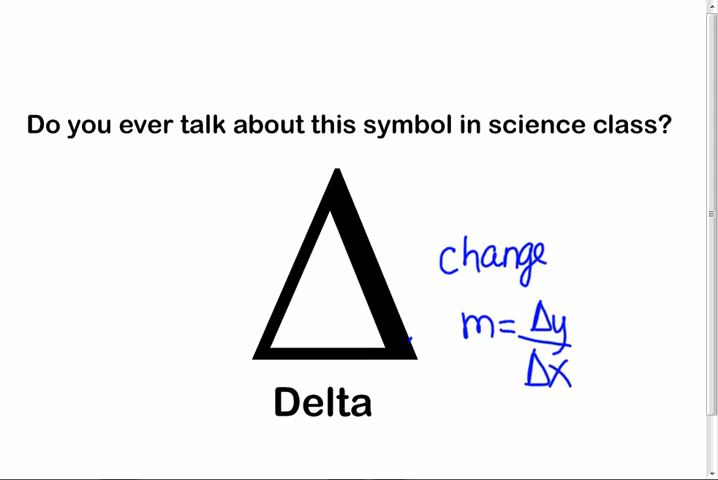 Do you ever talk about this symbol in science class?
Δ
change
m = Δy
Δx
Delta